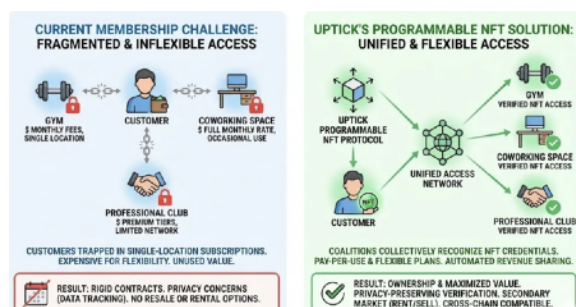 CURRENT MEMBERSHIP CHALLENGE:
FRAGMENTED & INFLEXIBLE ACCESS
GYM
$ MONTHLY FEES,
SINGLE LOCATION
CUSTOMER
COWORKING SPACE
$ FULL MONTHLY RATE,
OCCASIONAL USE
PROFESSIONAL CLUB
$ PREMIUM TIERS,
LIMITED NETWORK
CUSTOMERS TRAPPED IN SINGLE-LOCATION SUBSCRIPTIONS.
EXPENSIVE FOR FLEXIBILITY. UNUSED VALUE.
RESULT: RIGID CONTRACTS. PRIVACY CONCERNS
(DATA TRACKING). NO RESALE OR RENTAL OPTIONS.
UPTICK'S PROGRAMMABLE NFT SOLUTION:
UNIFIED & FLEXIBLE ACCESS
UPTICK
PROGRAMMABLE
NFT PROTOCOL
NFT
CUSTOMER
UNIFIED ACCESS
NETWORK
GYM
VERIFIED NFT ACCESS
COWORKING SPACE
VERIFIED NFT ACCESS
PROFESSIONAL CLUB
VERIFIED NFT ACCESS
COALITIONS COLLECTIVELY RECOGNIZE NFT CREDENTIALS.
PAY-PER-USE & FLEXIBLE PLANS. AUTOMATED REVENUE SHARING.
RESULT: OWNERSHIP & MAXIMIZED VALUE.
PRIVACY-PRESERVING VERIFICATION. SECONDARY
MARKET (RENT/SELL). CROSS-CHAIN COMPATIBLE.